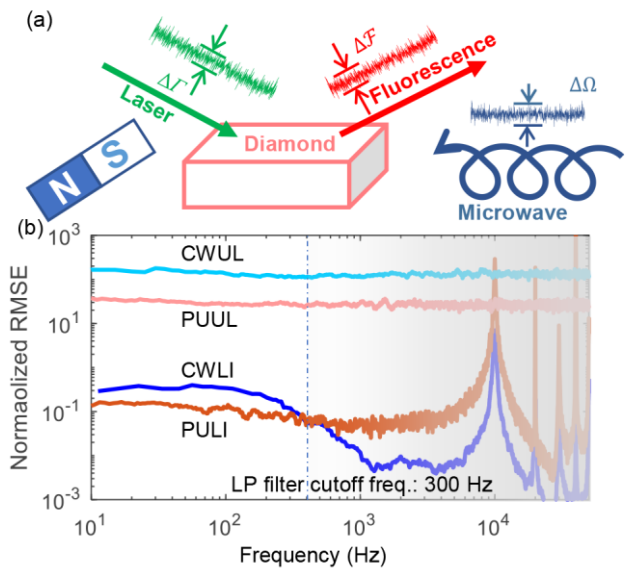 (a)
ΔΓ
Δℱ
ΔΩ
Laser
Fluorescence
Diamond
N S
Microwave
(b)
10³
10¹
10⁻¹
10⁻³
Normaolized RMSE
CWUL
PUUL
CWLI
PULI
LP filter cutoff freq.: 300 Hz
10¹ 10² 10³ 10⁴
Frequency (Hz)